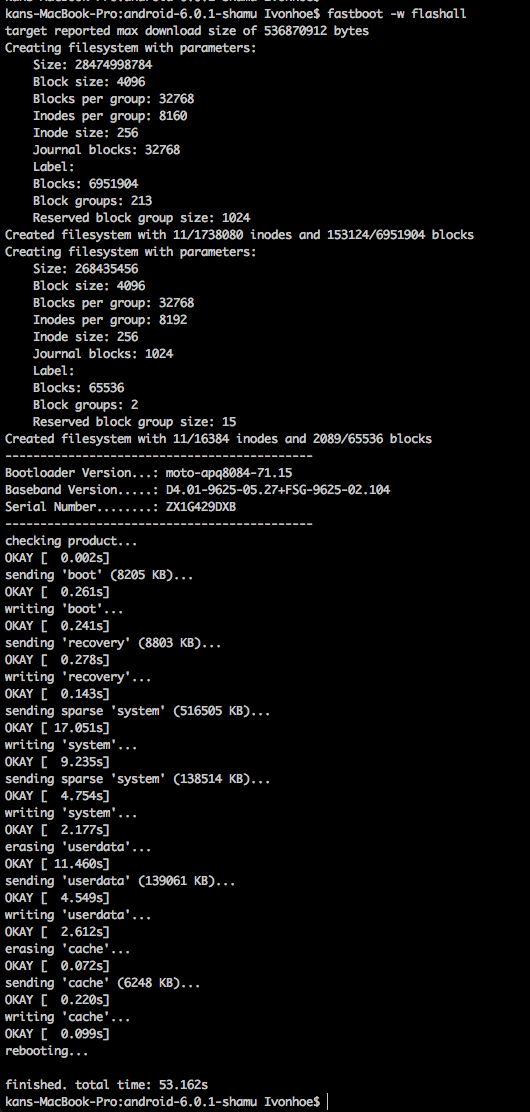 kans-MacBook-Pro:android-6.0.1-shamu Ivonhoe$
kans-MacBook-Pro:android-6.0.1-shamu Ivonhoe$ fastboot -w flashall
target reported max download size of 536870912 bytes
Creating filesystem with parameters:
    Size: 28474998784
    Block size: 4096
    Blocks per group: 32768
    Inodes per group: 8160
    Inode size: 256
    Journal blocks: 32768
    Label:
    Blocks: 6951904
    Block groups: 213
    Reserved block group size: 1024
Created filesystem with 11/1738080 inodes and 153124/6951904 blocks
Creating filesystem with parameters:
    Size: 268435456
    Block size: 4096
    Blocks per group: 32768
    Inodes per group: 8192
    Inode size: 256
    Journal blocks: 1024
    Label:
    Blocks: 65536
    Block groups: 2
    Reserved block group size: 15
Created filesystem with 11/16384 inodes and 2089/65536 blocks
--------------------------------------------
Bootloader Version...: moto-apq8084-71.15
Baseband Version.....: D4.01-9625-05.27+FSG-9625-02.104
Serial Number........: ZX1G429DXB
--------------------------------------------
checking product...
OKAY [  0.002s]
sending 'boot' (8205 KB)...
OKAY [  0.261s]
writing 'boot'...
OKAY [  0.241s]
sending 'recovery' (8803 KB)...
OKAY [  0.278s]
writing 'recovery'...
OKAY [  0.143s]
sending sparse 'system' (516505 KB)...
OKAY [ 17.051s]
writing 'system'...
OKAY [  9.235s]
sending sparse 'system' (138514 KB)...
OKAY [  4.754s]
writing 'system'...
OKAY [  2.177s]
erasing 'userdata'...
OKAY [ 11.460s]
sending 'userdata' (139061 KB)...
OKAY [  4.549s]
writing 'userdata'...
OKAY [  2.612s]
erasing 'cache'...
OKAY [  0.072s]
sending 'cache' (6248 KB)...
OKAY [  0.220s]
writing 'cache'...
OKAY [  0.099s]
rebooting...

finished. total time: 53.162s
kans-MacBook-Pro:android-6.0.1-shamu Ivonhoe$